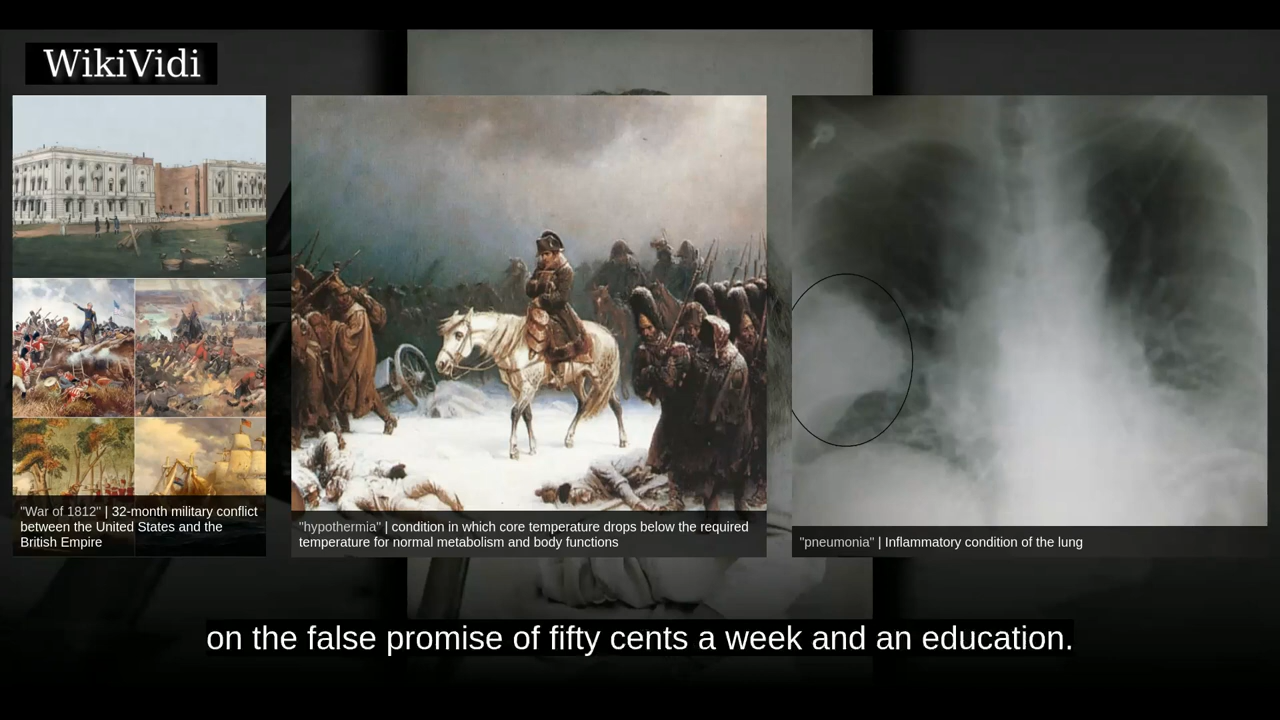 WikiVidi
"War of 1812" | 32-month military conflict
between the United States and the
British Empire
"hypothermia" | condition in which core temperature drops below the required
temperature for normal metabolism and body functions
"pneumonia" | Inflammatory condition of the lung
on the false promise of fifty cents a week and an education.